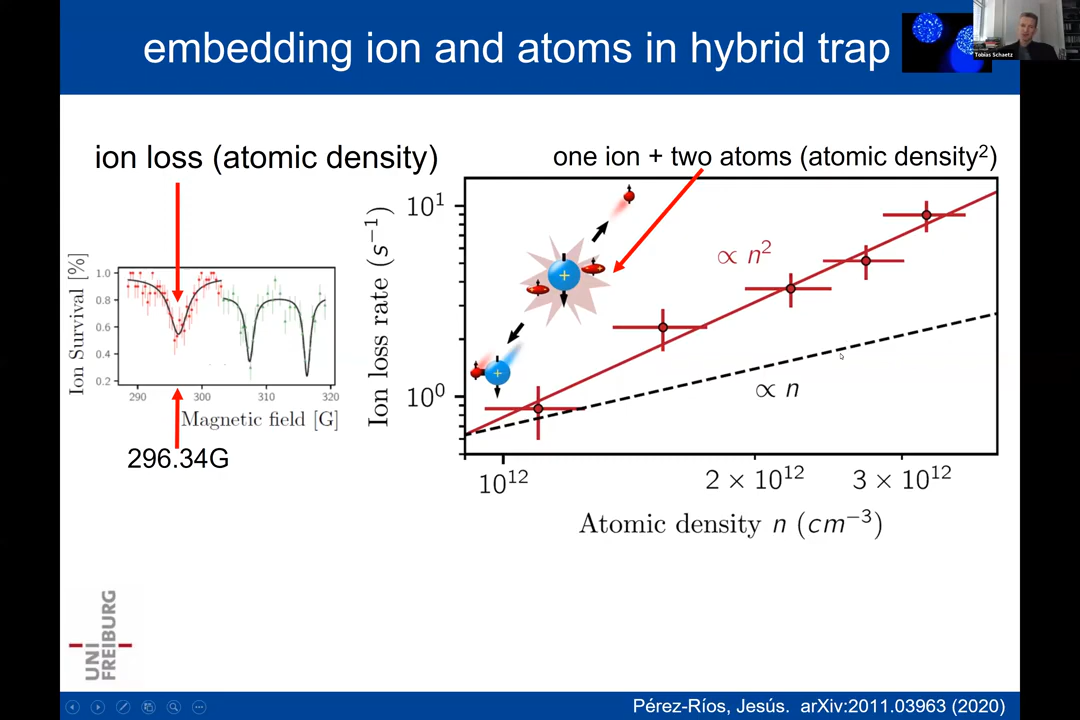 embedding ion and atoms in hybrid trap
Tobias Schaetz
ion loss (atomic density)
one ion + two atoms (atomic density²)
Ion Survival [%]
1.0
0.8
0.6
0.4
0.2
290
300
310
320
Magnetic field [G]
296.34G
Ion loss rate (s⁻¹)
10¹
10⁰
∝ n²
∝ n
+
+
10¹²
2 × 10¹²
3 × 10¹²
Atomic density n (cm⁻³)
UNI
FREIBURG
Pérez-Ríos, Jesús. arXiv:2011.03963 (2020)